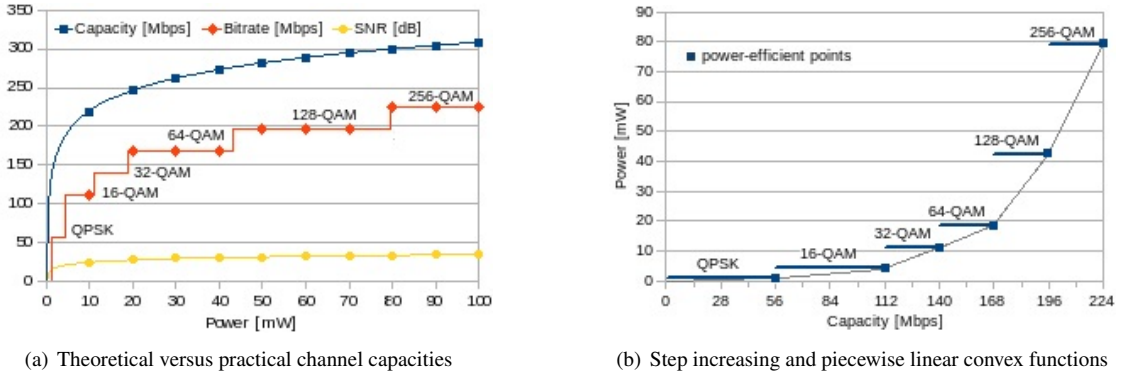 Capacity [Mbps] Bitrate [Mbps] SNR [dB]
350
300
250
200
150
100
50
0
256-QAM
128-QAM
64-QAM
32-QAM
16-QAM
QPSK
0 10 20 30 40 50 60 70 80 90 100
Power [mW]
(a) Theoretical versus practical channel capacities
90
80
70
60
50
40
30
20
10
0
Power [mW]
power-efficient points
256-QAM
128-QAM
64-QAM
32-QAM
16-QAM
QPSK
0 28 56 84 112 140 168 196 224
Capacity [Mbps]
(b) Step increasing and piecewise linear convex functions